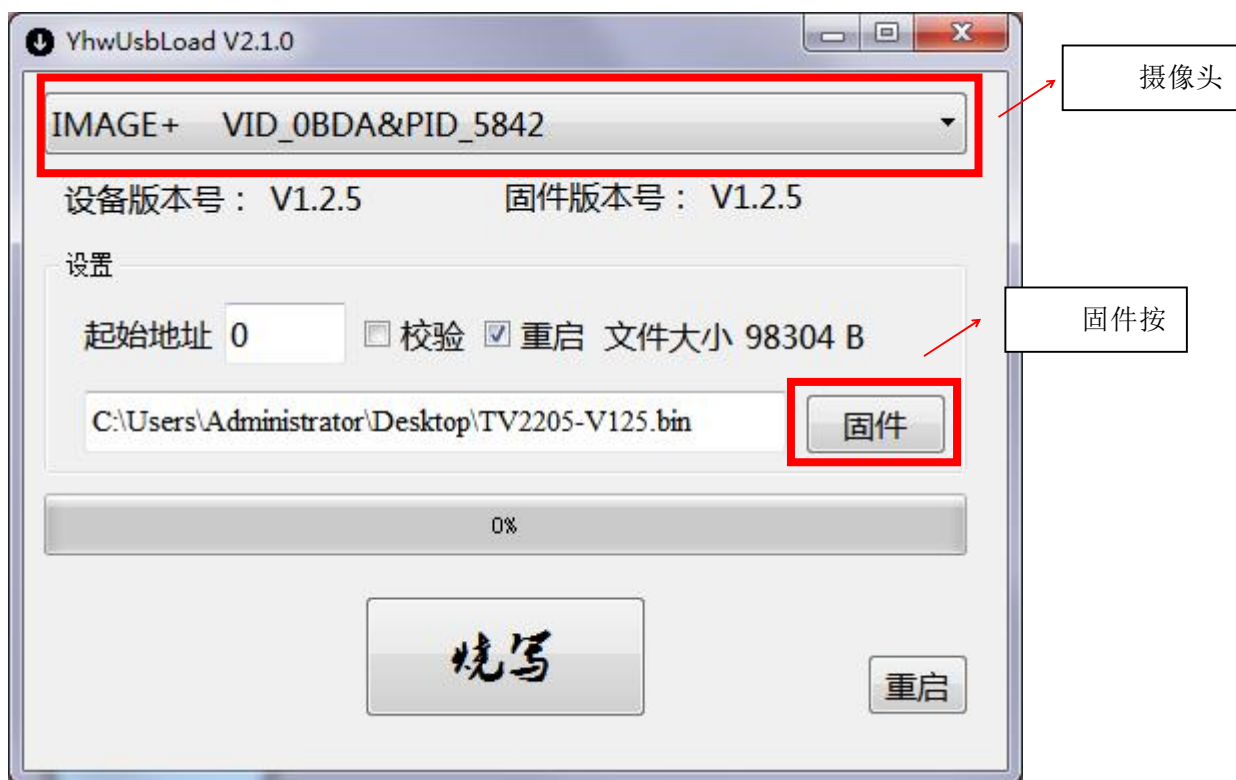 YhwUsbLoad V2.1.0
摄像头
IMAGE+ VID_0BDA&PID_5842
设备版本号： V1.2.5 固件版本号： V1.2.5
设置
固件按
起始地址 0 校验 重启 文件大小 98304 B
C:\Users\Administrator\Desktop\TV2205-V125.bin 固件
0%
烧写
重启